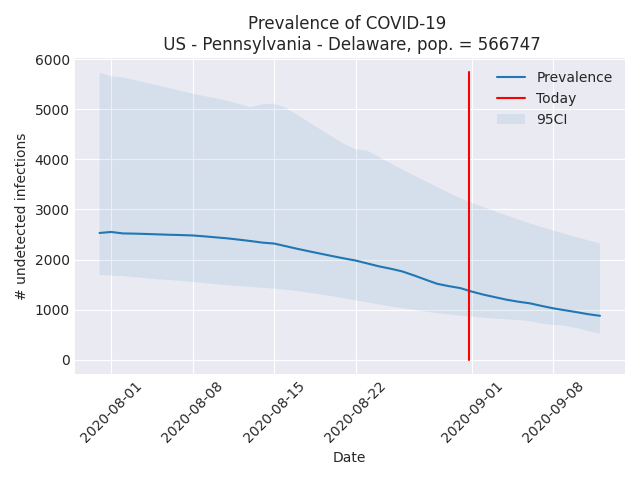 Prevalence of COVID-19
US - Pennsylvania - Delaware, pop. = 566747
6000
5000
4000
3000
2000
1000
0
# undetected infections
Prevalence
Today
95CI
2020-08-01
2020-08-08
2020-08-15
2020-08-22
2020-09-01
2020-09-08
Date